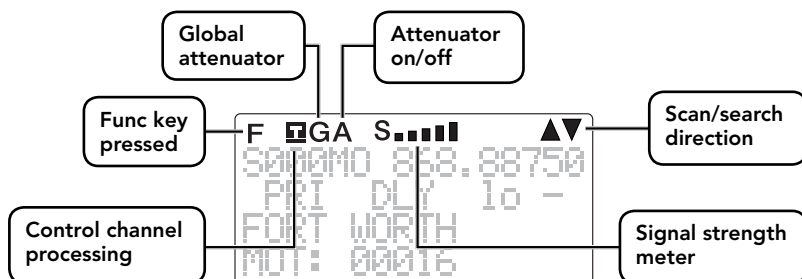 Global
attenuator
Attenuator
on/off
Func key
pressed
Scan/search
direction
F TGA S
S000MO 868.88750
PRI DLY lo -
FORT WORTH
MOT: 00016
Control channel
processing
Signal strength
meter